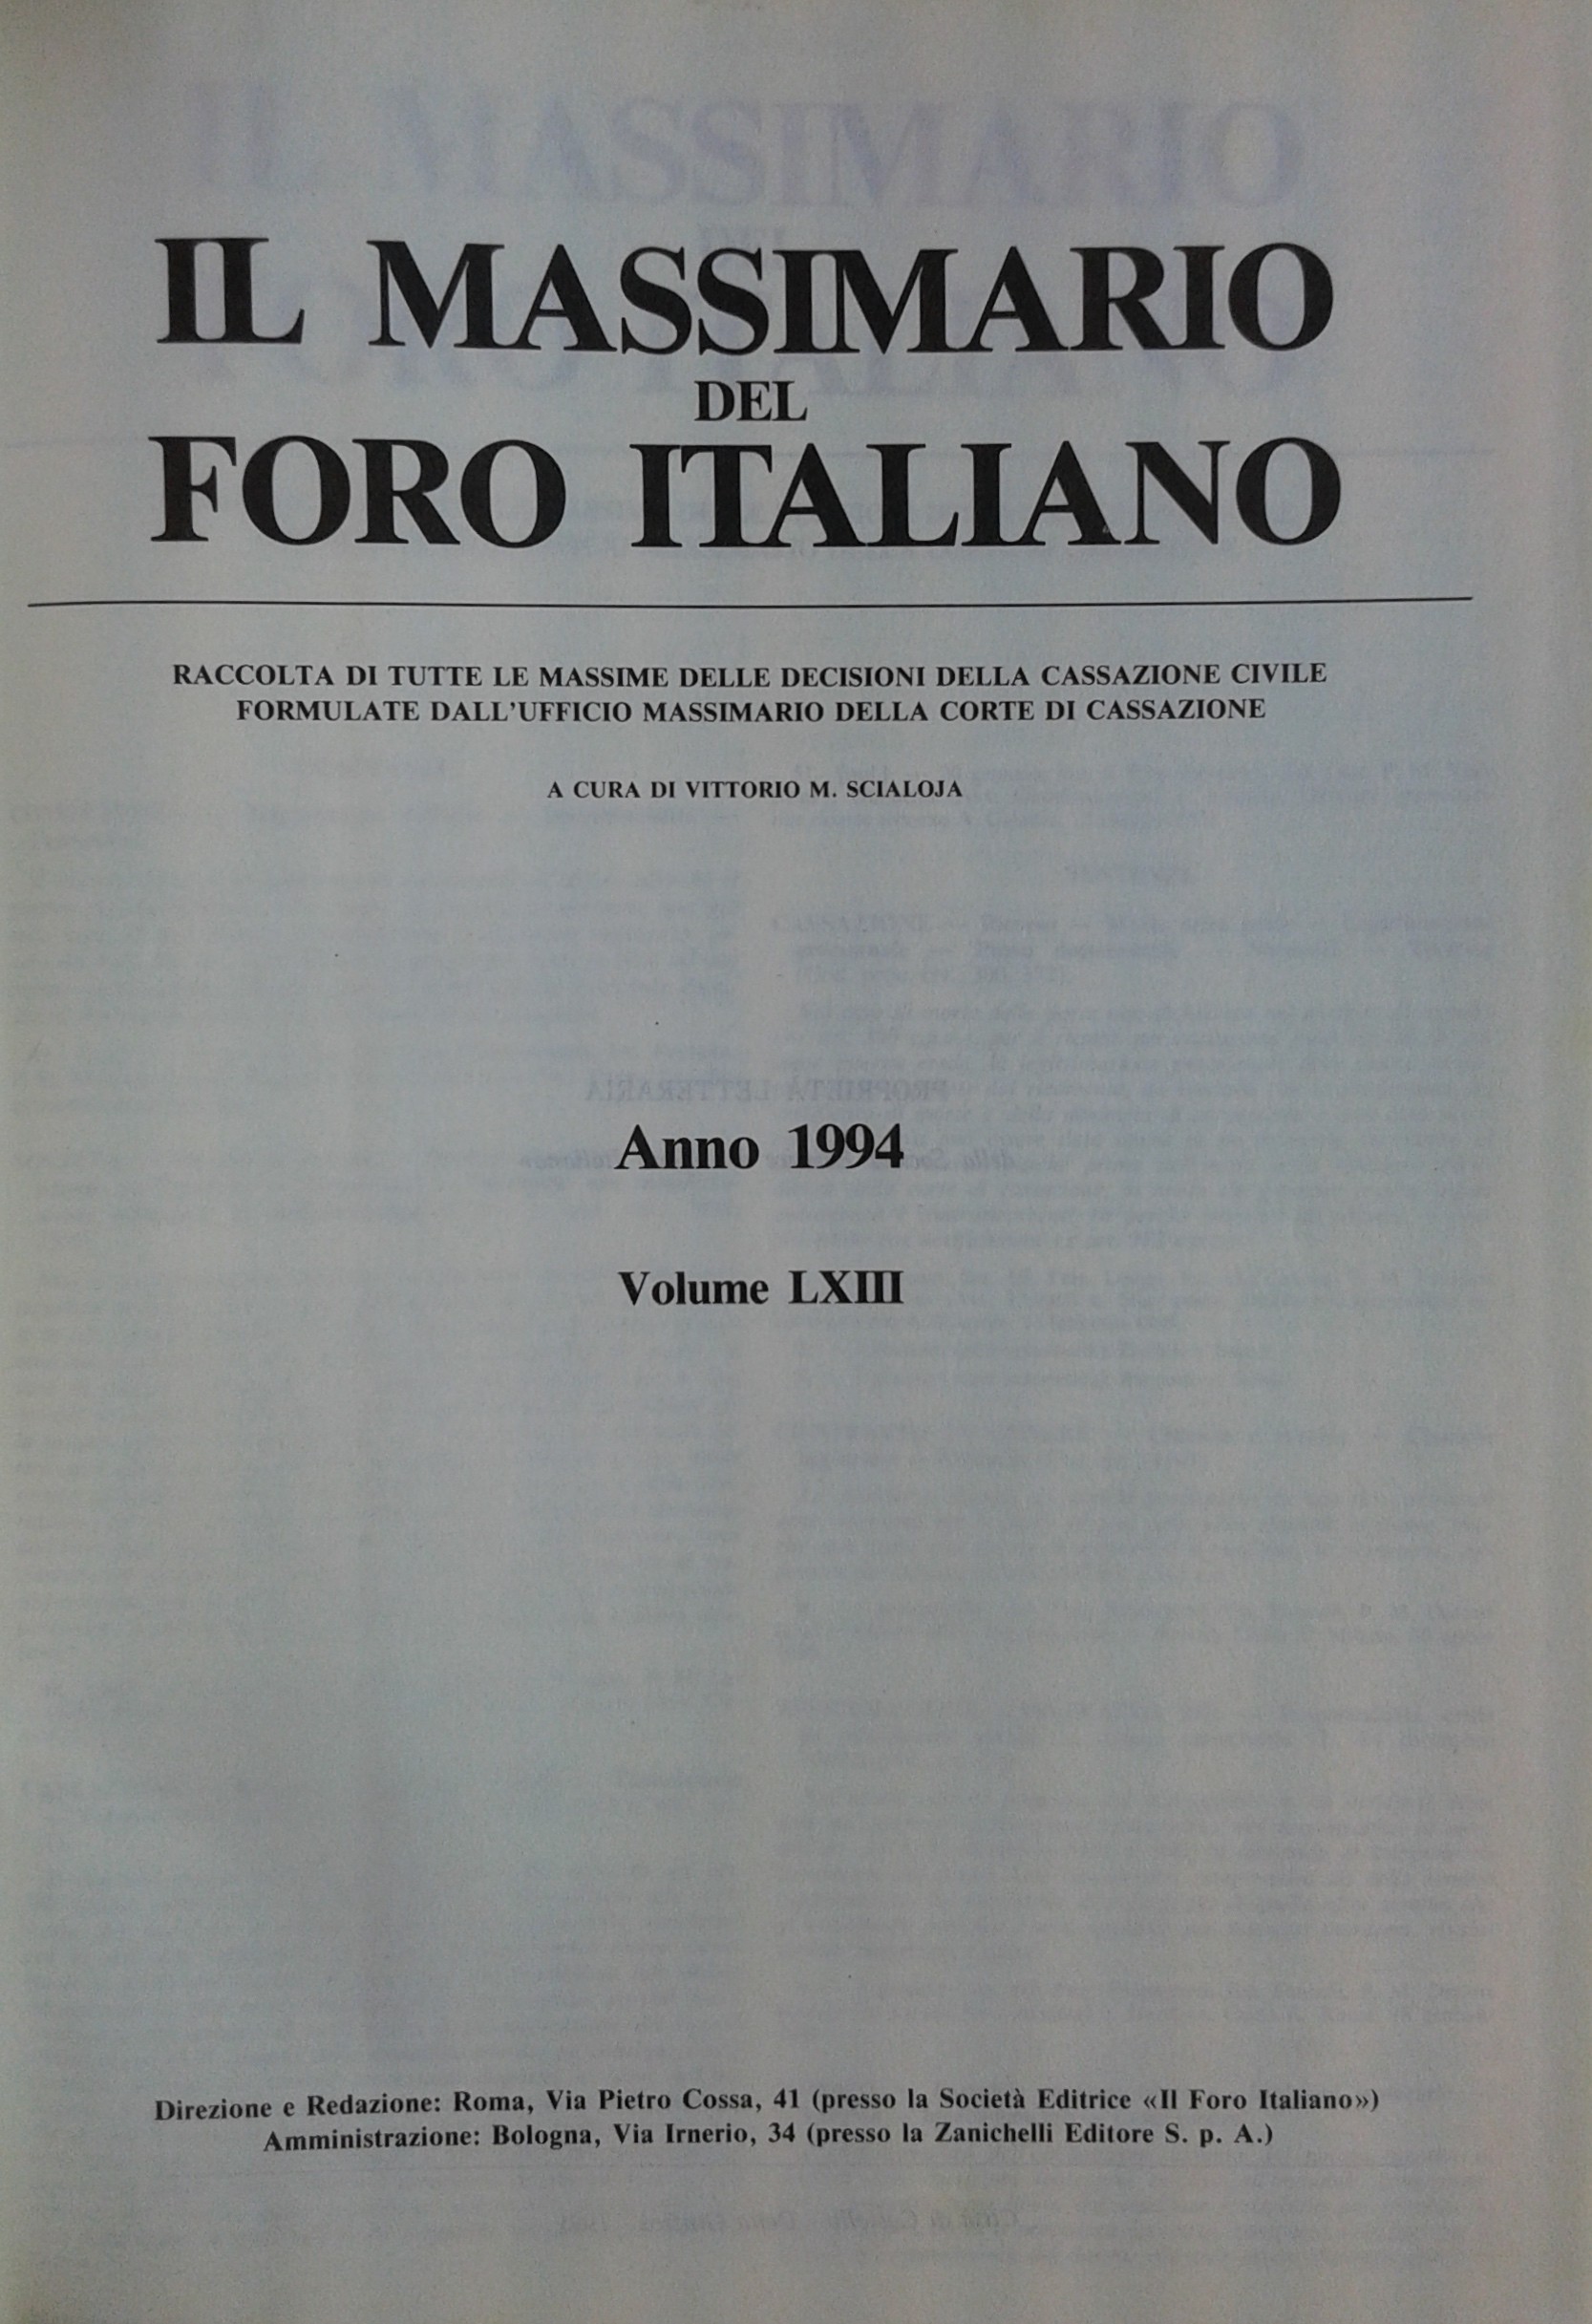 IL MASSIMARIO
DEL
FORO ITALIANO
RACCOLTA DI TUTTE LE MASSIME DELLE DECISIONI DELLA CASSAZIONE CIVILE
FORMULATE DALL'UFFICIO MASSIMARIO DELLA CORTE DI CASSAZIONE
A CURA DI VITTORIO M. SCIALOJA
Anno 1994
Volume LXIII
Direzione e Redazione: Roma, Via Pietro Cossa, 41 (presso la Società Editrice «Il Foro Italiano»)
Amministrazione: Bologna, Via Irnerio, 34 (presso la Zanichelli Editore S. p. A.)